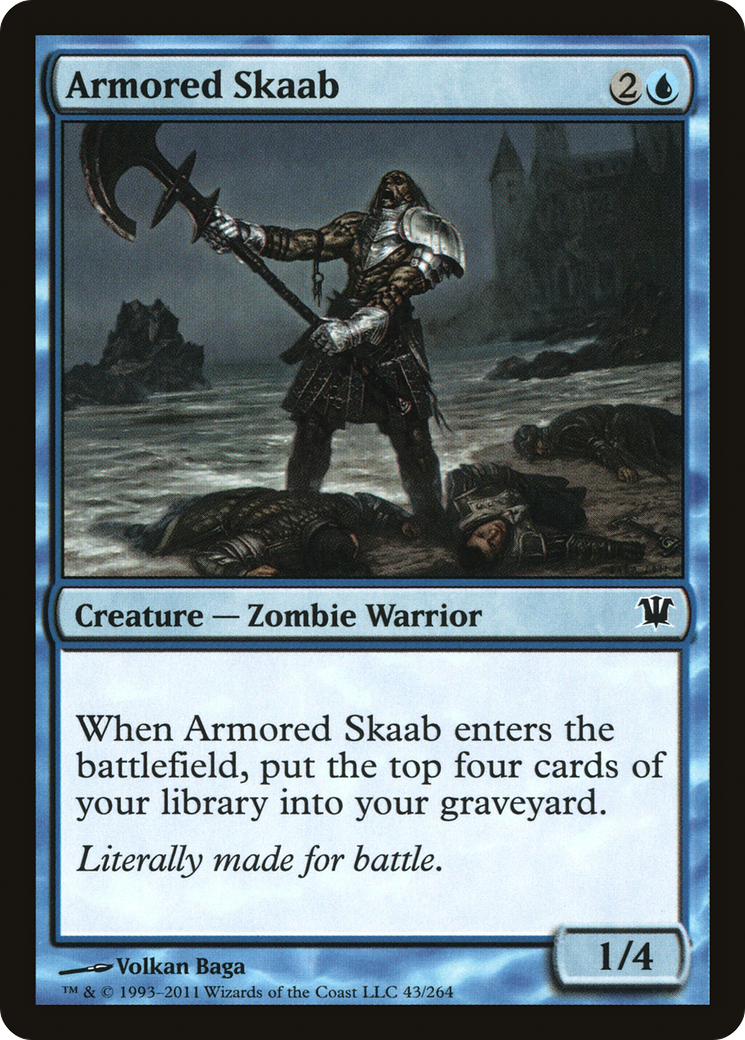 Armored Skaab 2
Creature — Zombie Warrior
When Armored Skaab enters the
battlefield, put the top four cards of
your library into your graveyard.
Literally made for battle.
1/4
Volkan Baga
™ & © 1993–2011 Wizards of the Coast LLC 43/264